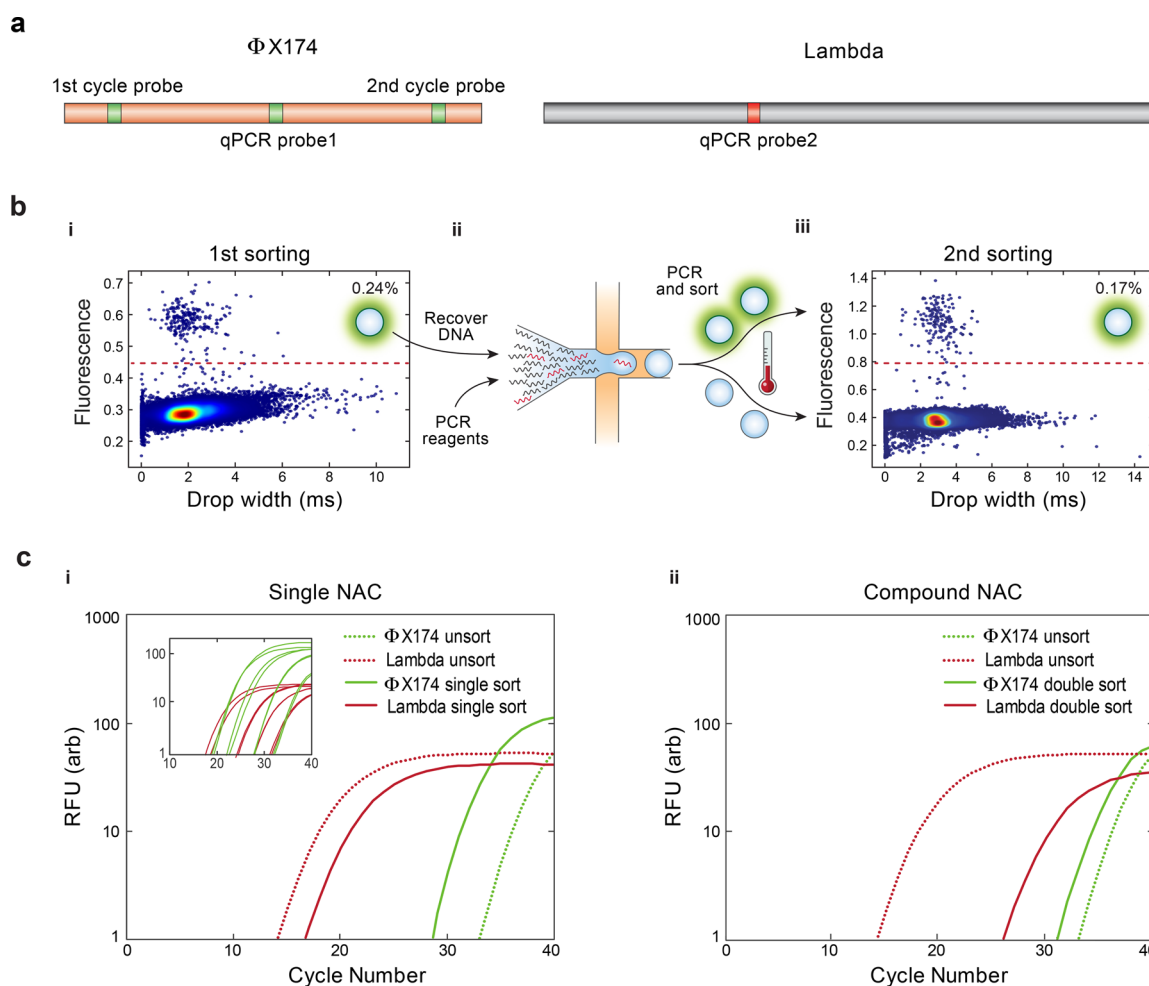 a
ΦX174
Lambda
1st cycle probe
2nd cycle probe
qPCR probe1
qPCR probe2
b
i
ii
iii
1st sorting
0.24%
Fluorescence
0.7
0.6
0.5
0.4
0.3
0.2
0 2 4 6 8 10
Drop width (ms)
Recover
DNA
PCR
reagents
PCR
and sort
2nd sorting
0.17%
Fluorescence
1.4
1.2
1.0
0.8
0.6
0.4
0.2
0 2 4 6 8 10 12 14
Drop width (ms)
c
i
Single NAC
RFU (arb)
1000
100
10
1
0 10 20 30 40
Cycle Number
100
10
1
10 20 30 40
ΦX174 unsort
Lambda unsort
ΦX174 single sort
Lambda single sort
ii
Compound NAC
RFU (arb)
1000
100
10
1
0 10 20 30 40
Cycle Number
ΦX174 unsort
Lambda unsort
ΦX174 double sort
Lambda double sort